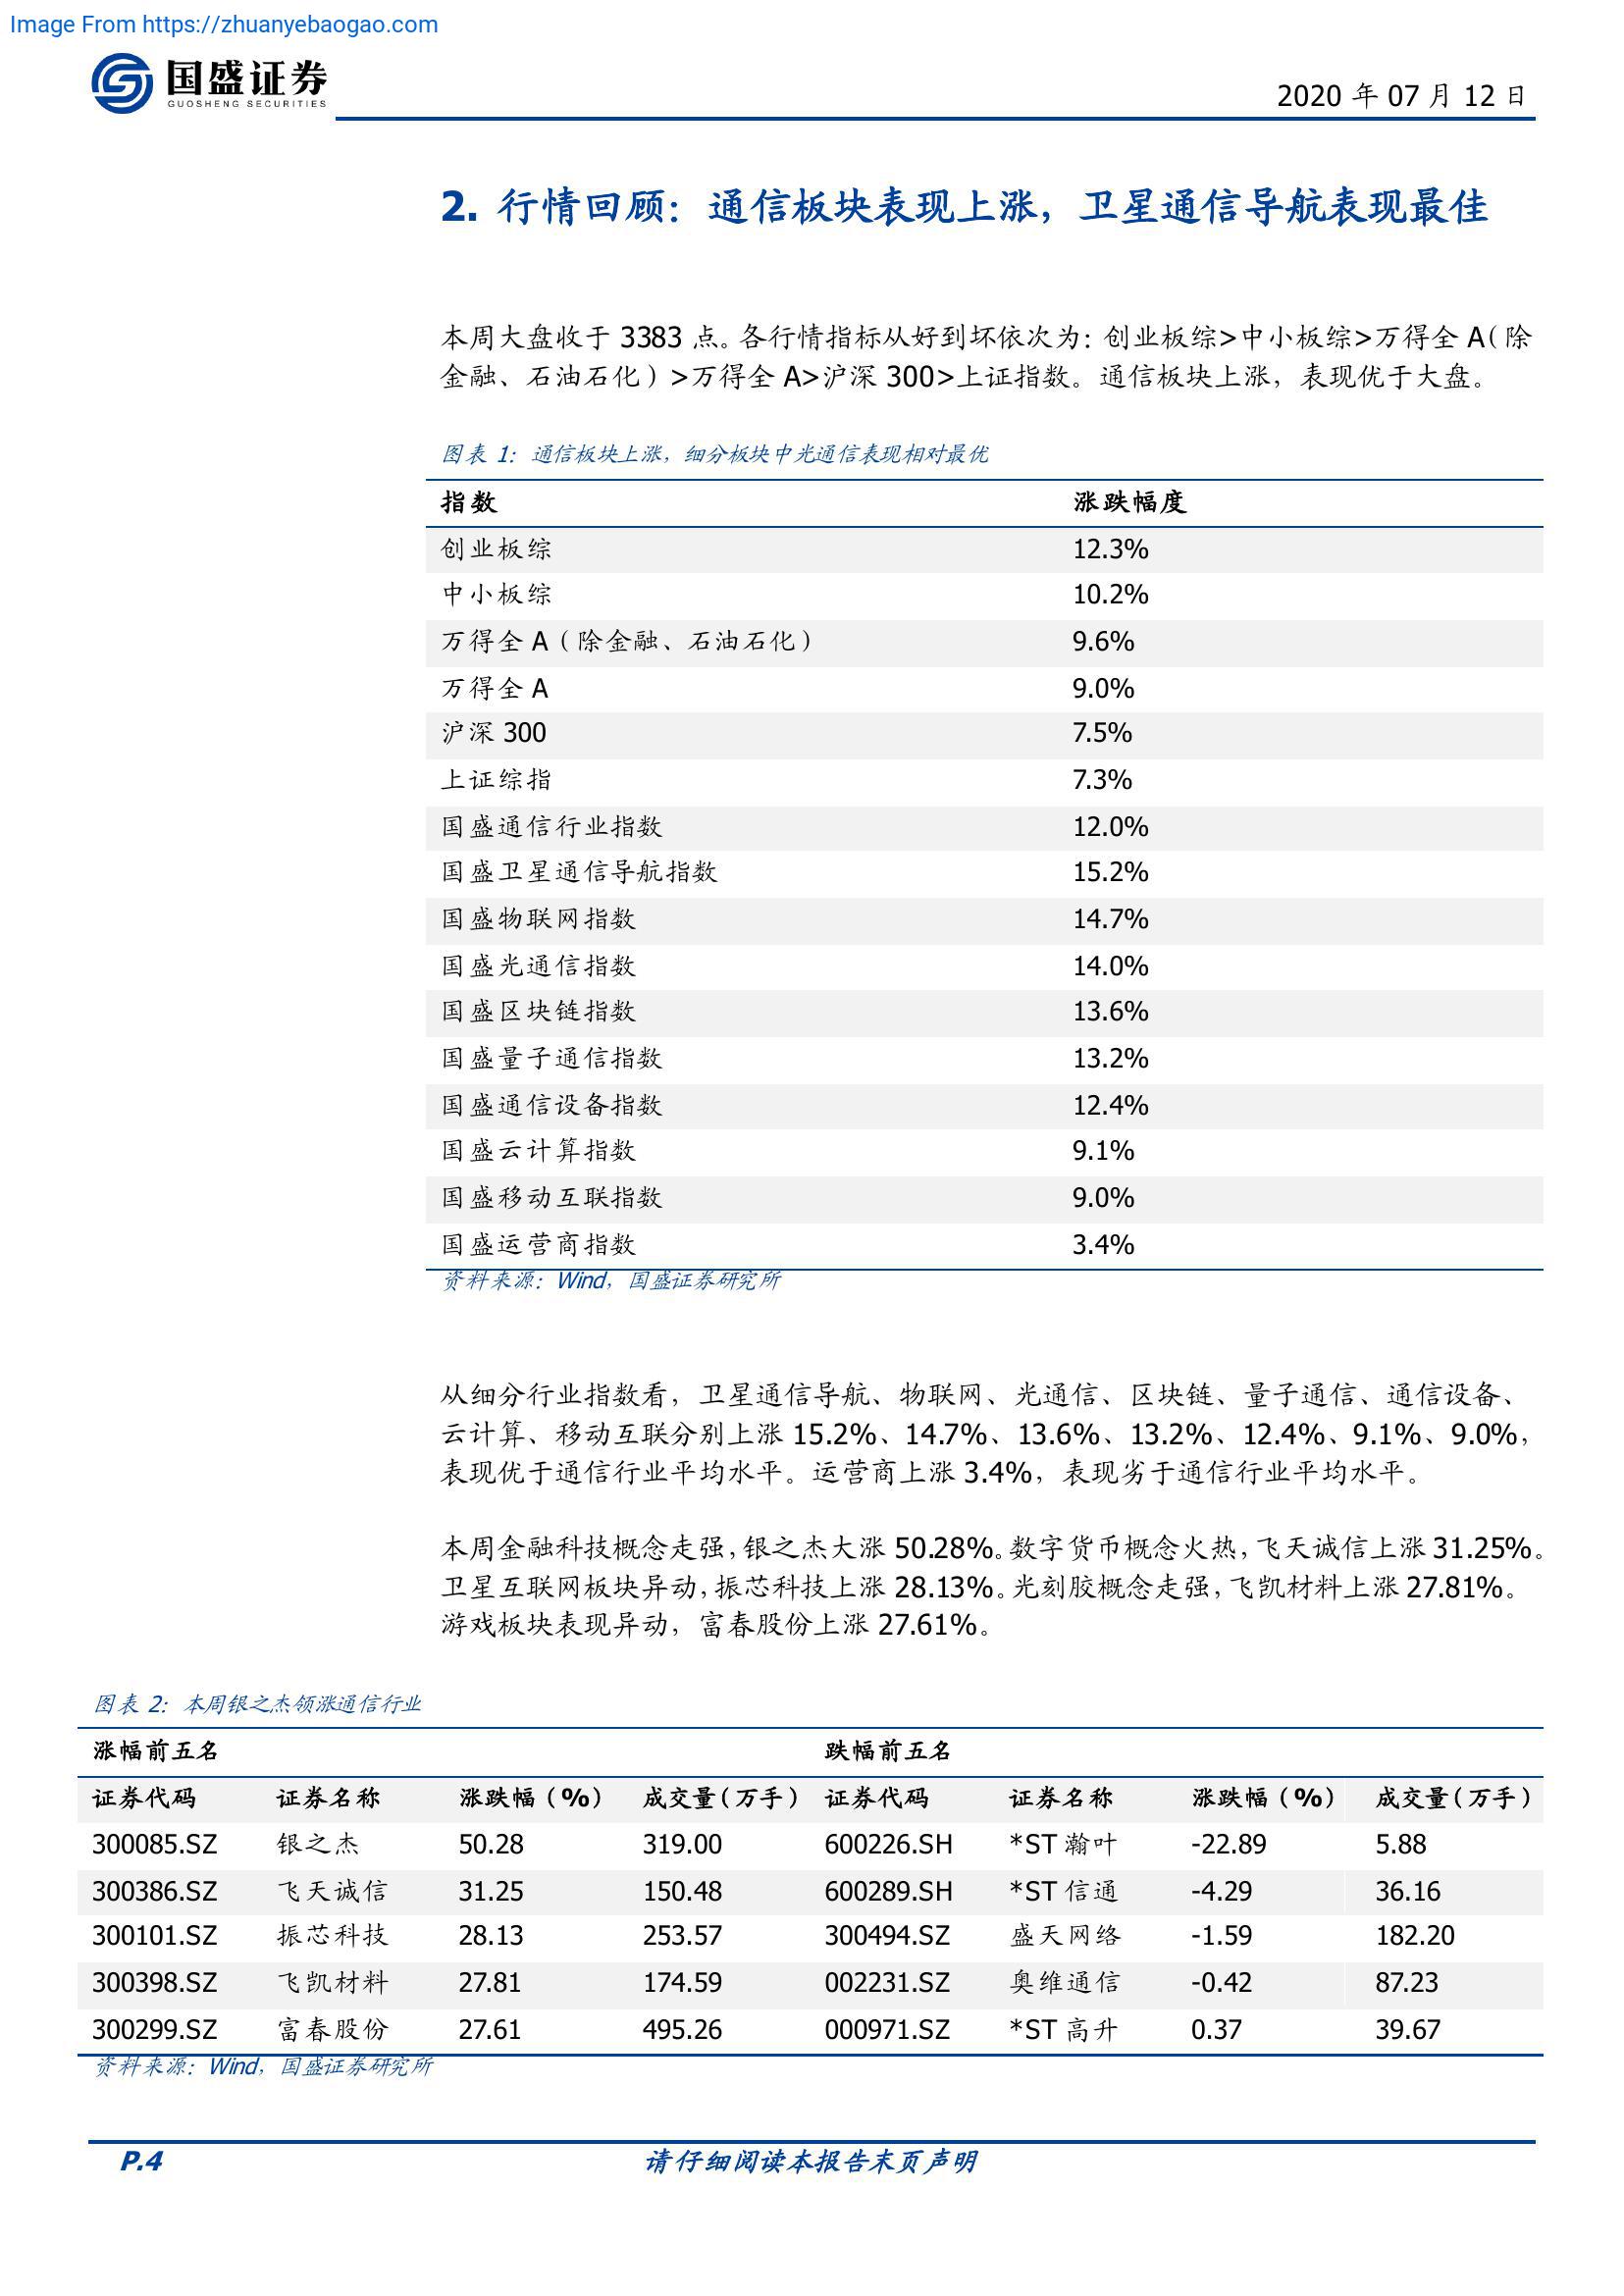 Image From https://zhuanyebaogao.com
国盛证券
GUOSHENG SECURITIES
2020 年 07 月 12 日
2. 行情回顾：通信板块表现上涨，卫星通信导航表现最佳
本周大盘收于 3383 点。各行情指标从好到坏依次为：创业板综>中小板综>万得全 A（除
金融、石油石化）>万得全 A>沪深 300>上证指数。通信板块上涨，表现优于大盘。
图表 1：通信板块上涨，细分板块中光通信表现相对最优
指数 涨跌幅度
创业板综 12.3%
中小板综 10.2%
万得全 A（除金融、石油石化） 9.6%
万得全 A 9.0%
沪深 300 7.5%
上证综指 7.3%
国盛通信行业指数 12.0%
国盛卫星通信导航指数 15.2%
国盛物联网指数 14.7%
国盛光通信指数 14.0%
国盛区块链指数 13.6%
国盛量子通信指数 13.2%
国盛通信设备指数 12.4%
国盛云计算指数 9.1%
国盛移动互联指数 9.0%
国盛运营商指数 3.4%
资料来源：Wind，国盛证券研究所
从细分行业指数看，卫星通信导航、物联网、光通信、区块链、量子通信、通信设备、
云计算、移动互联分别上涨 15.2%、14.7%、13.6%、13.2%、12.4%、9.1%、9.0%，
表现优于通信行业平均水平。运营商上涨 3.4%，表现劣于通信行业平均水平。
本周金融科技概念走强，银之杰大涨 50.28%。数字货币概念火热，飞天诚信上涨 31.25%。
卫星互联网板块异动，振芯科技上涨 28.13%。光刻胶概念走强，飞凯材料上涨 27.81%。
游戏板块表现异动，富春股份上涨 27.61%。
图表 2：本周银之杰领涨通信行业
涨幅前五名 跌幅前五名
证券代码 证券名称 涨跌幅（%） 成交量（万手） 证券代码 证券名称 涨跌幅（%） 成交量（万手）
300085.SZ 银之杰 50.28 319.00 600226.SH *ST 瀚叶 -22.89 5.88
300386.SZ 飞天诚信 31.25 150.48 600289.SH *ST 信通 -4.29 36.16
300101.SZ 振芯科技 28.13 253.57 300494.SZ 盛天网络 -1.59 182.20
300398.SZ 飞凯材料 27.81 174.59 002231.SZ 奥维通信 -0.42 87.23
300299.SZ 富春股份 27.61 495.26 000971.SZ *ST 高升 0.37 39.67
资料来源：Wind，国盛证券研究所
P.4 请仔细阅读本报告末页声明